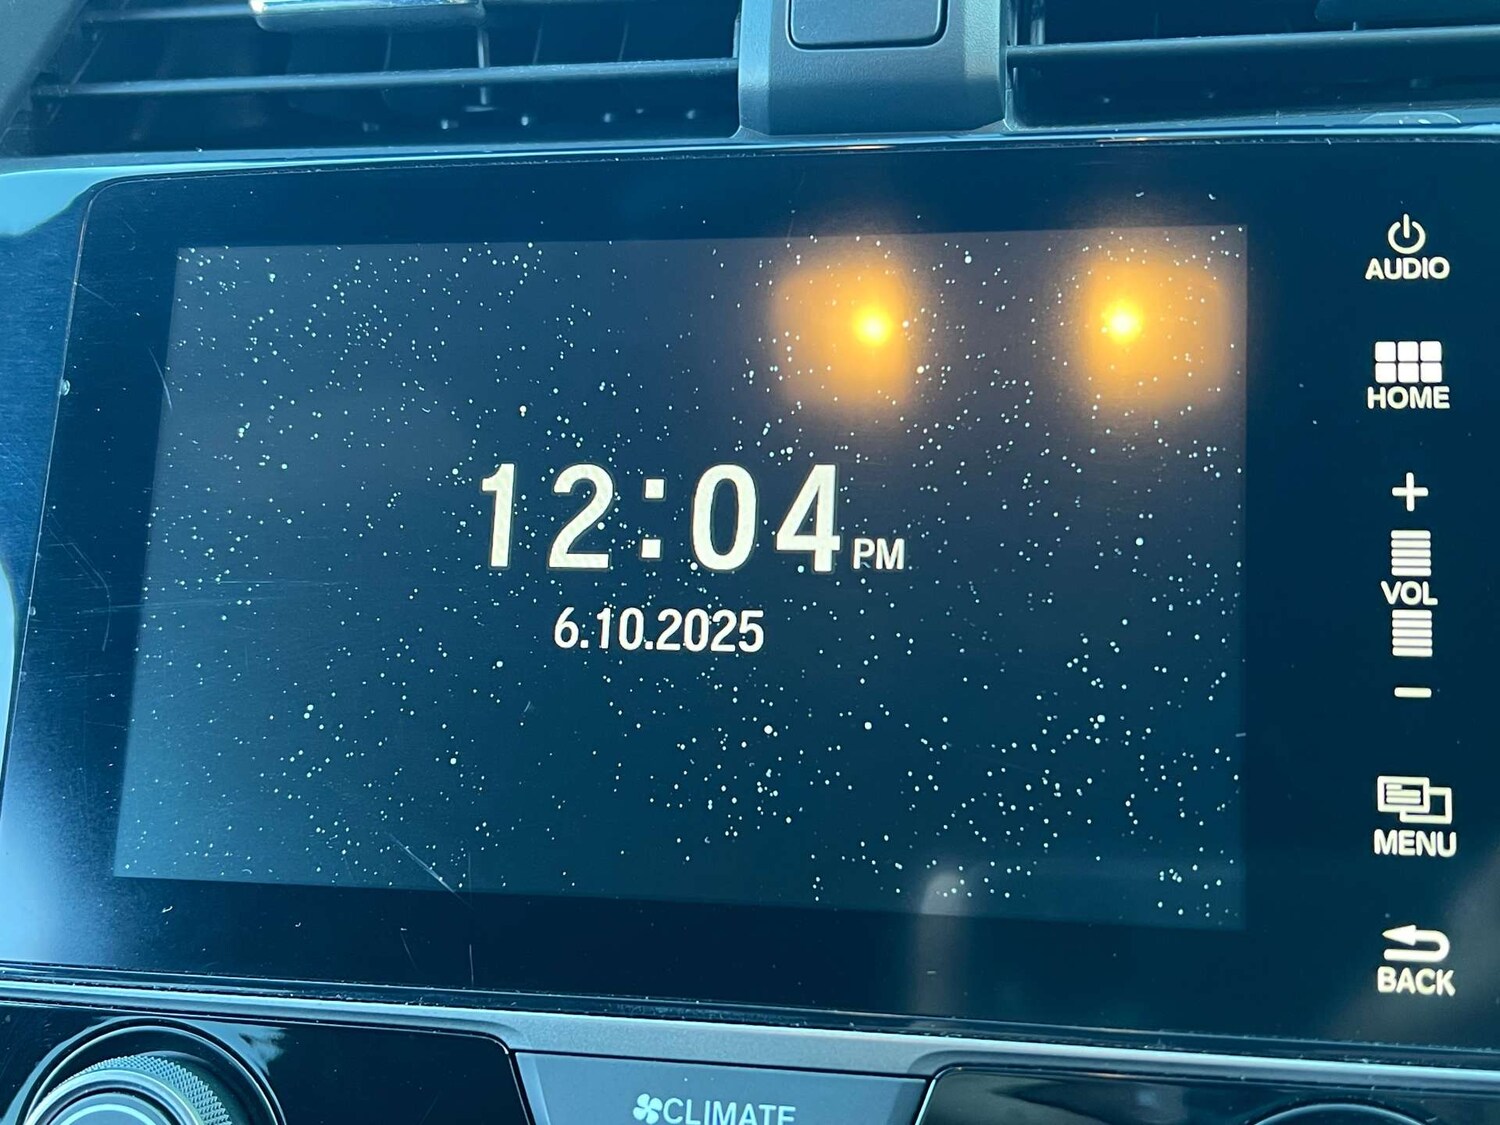 AUDIO
HOME
+
12:04 PM
VOL
6.10.2025
-
MENU
BACK
CLIMATE